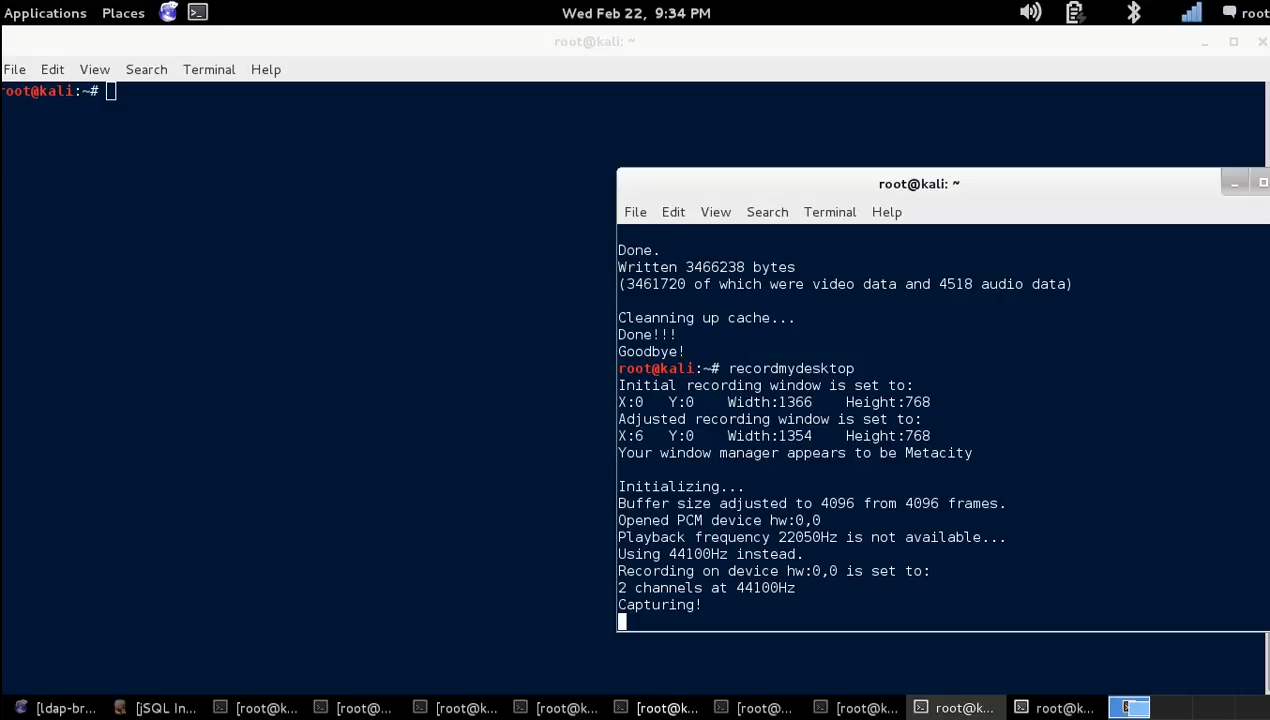 Applications Places Wed Feb 22, 9:34 PM root
root@kali: ~
File Edit View Search Terminal Help
root@kali:~#
root@kali: ~
File Edit View Search Terminal Help
Done.
Written 3466238 bytes
(3461720 of which were video data and 4518 audio data)
Cleanning up cache...
Done!!!
Goodbye!
root@kali:~# recordmydesktop
Initial recording window is set to:
X:0 Y:0 Width:1366 Height:768
Adjusted recording window is set to:
X:6 Y:0 Width:1354 Height:768
Your window manager appears to be Metacity
Initializing...
Buffer size adjusted to 4096 from 4096 frames.
Opened PCM device hw:0,0
Playback frequency 22050Hz is not available...
Using 44100Hz instead.
Recording on device hw:0,0 is set to:
2 channels at 44100Hz
Capturing!
[ldap-br... [jSQL In... [root@k... [root@... [root@k... [root@k... [root@k... [root@... [root@k... root@k... root@k...